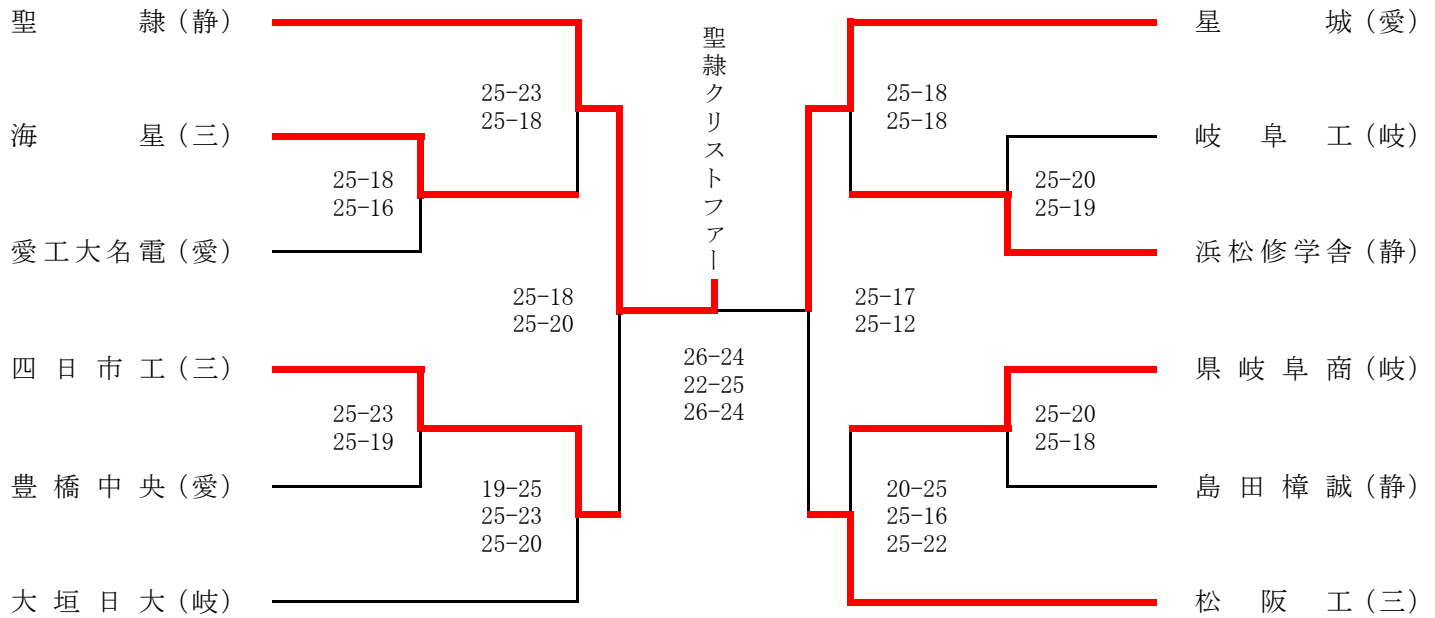 聖隷(静)
25-23
25-18
海星(三)
25-18
25-16
愛工大名電(愛)
25-18
25-20
四日市工(三)
25-23
25-19
豊橋中央(愛)
19-25
25-23
25-20
大垣日大(岐)
聖隷クリストファー
26-24
22-25
26-24
星城(愛)
25-18
25-18
岐阜工(岐)
25-20
25-19
浜松修学舎(静)
25-17
25-12
県岐阜商(岐)
25-20
25-18
島田樟誠(静)
20-25
25-16
25-22
松阪工(三)